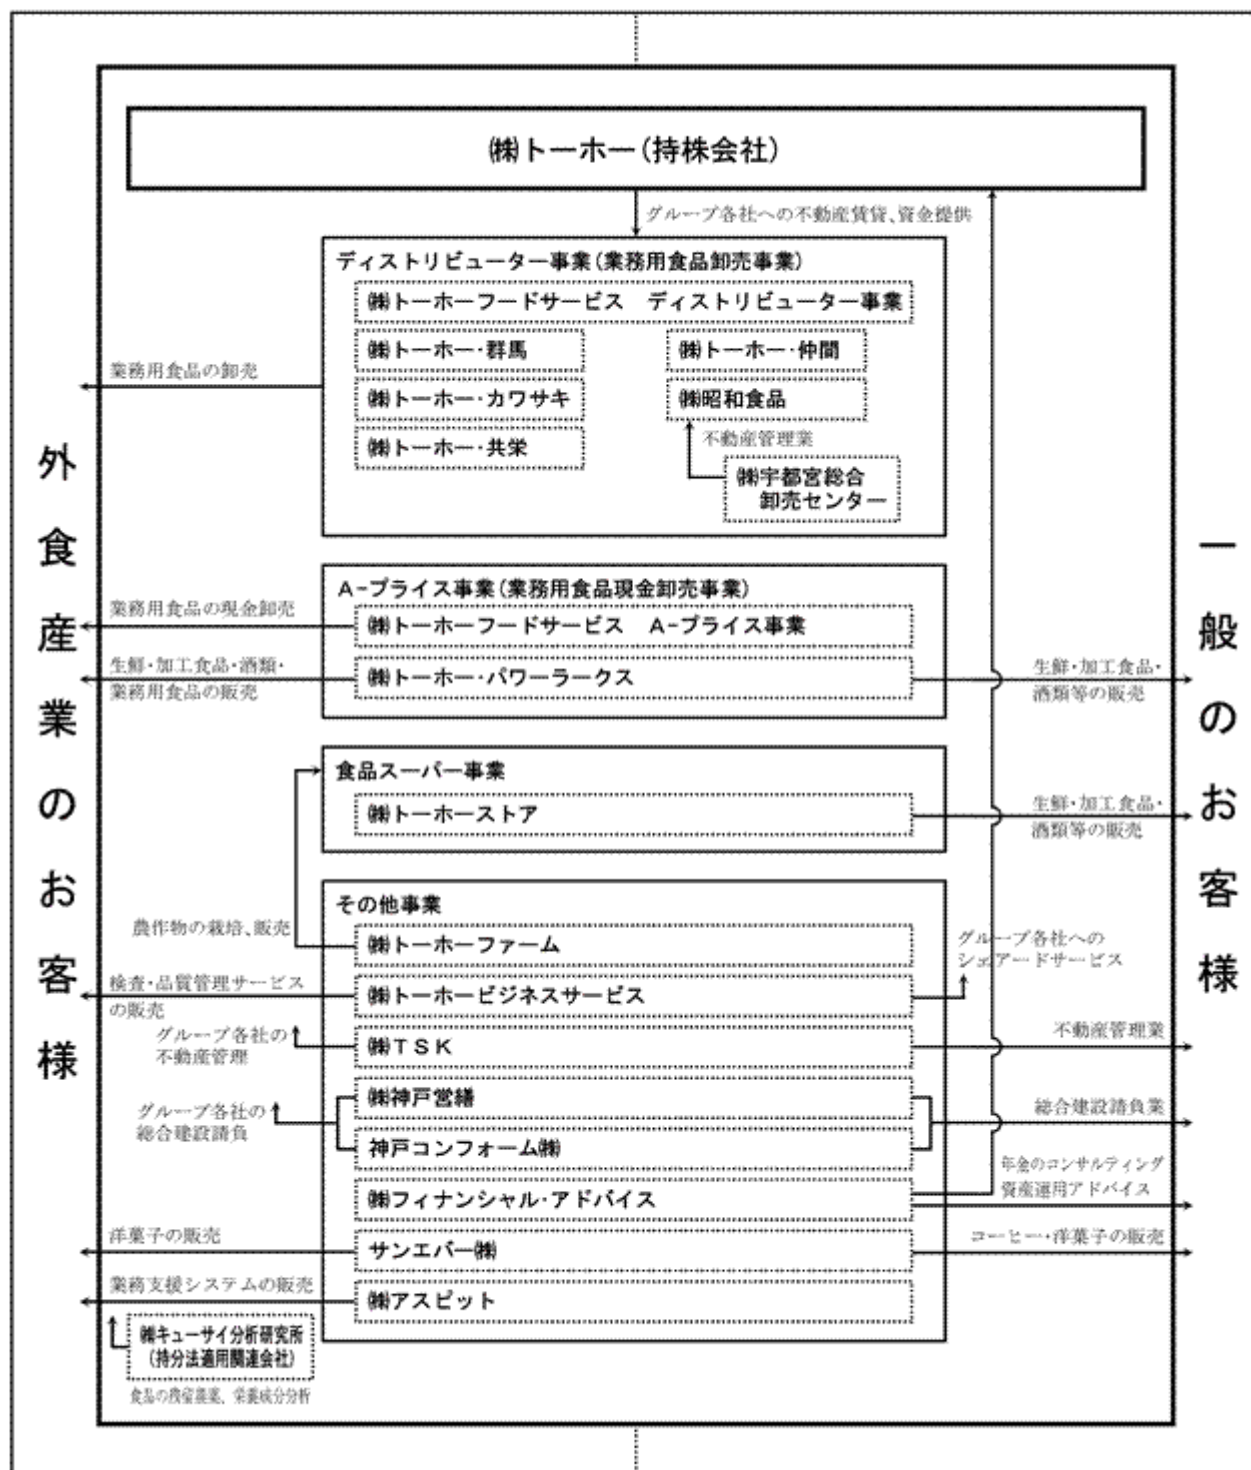 ㈱トーホー(持株会社)
グループ各社への不動産賃貸、資金提供
ディストリビューター事業(業務用食品卸売事業)
㈱トーホーフードサービス ディストリビューター事業
㈱トーホー・群馬
㈱トーホー・仲間
㈱トーホー・カワサキ
㈱昭和食品
㈱トーホー・共栄
不動産管理業
㈱宇都宮総合
卸売センター
業務用食品の卸売
A-プライス事業(業務用食品現金卸売事業)
㈱トーホーフードサービス A-プライス事業
㈱トーホー・パワーラークス
業務用食品の現金卸売
生鮮・加工食品・酒類・
業務用食品の販売
生鮮・加工食品・
酒類等の販売
食品スーパー事業
㈱トーホーストア
生鮮・加工食品・
酒類等の販売
その他事業
㈱トーホーファーム
農作物の栽培、販売
㈱トーホービジネスサービス
検査・品質管理サービス
の販売
グループ各社への
シェアードサービス
㈱TSK
グループ各社の
不動産管理
不動産管理業
㈱神戸営繕
神戸コンフォーム㈱
グループ各社の
総合建設請負
総合建設請負業
㈱フィナンシャル・アドバイス
年金のコンサルティング
資産運用アドバイス
サンエバー㈱
洋菓子の販売
コーヒー・洋菓子の販売
㈱アスピット
業務支援システムの販売
㈱キューサイ分析研究所
(持分法適用関連会社)
食品の残留農薬、栄養成分分析
外食産業のお客様
一般のお客様